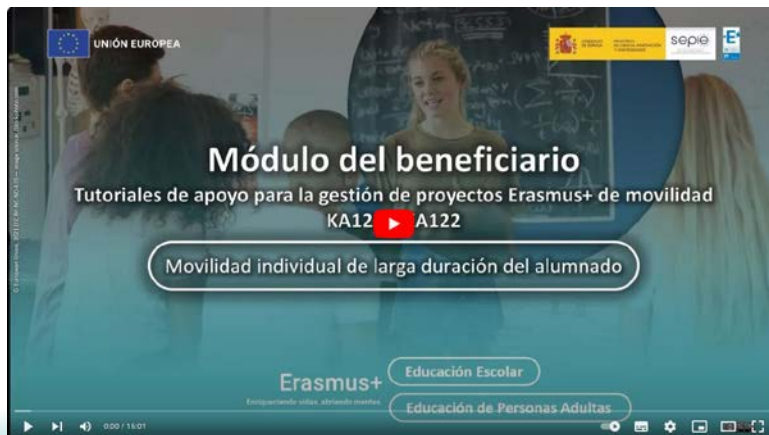 UNIÓN EUROPEA
sepie
E+
Módulo del beneficiario
Tutoriales de apoyo para la gestión de proyectos Erasmus+ de movilidad
KA12 A122
Movilidad individual de larga duración del alumnado
Erasmus+
Enriqueciendo vidas, abriendo mentes.
Educación Escolar
Educación de Personas Adultas
0:00 / 15:01